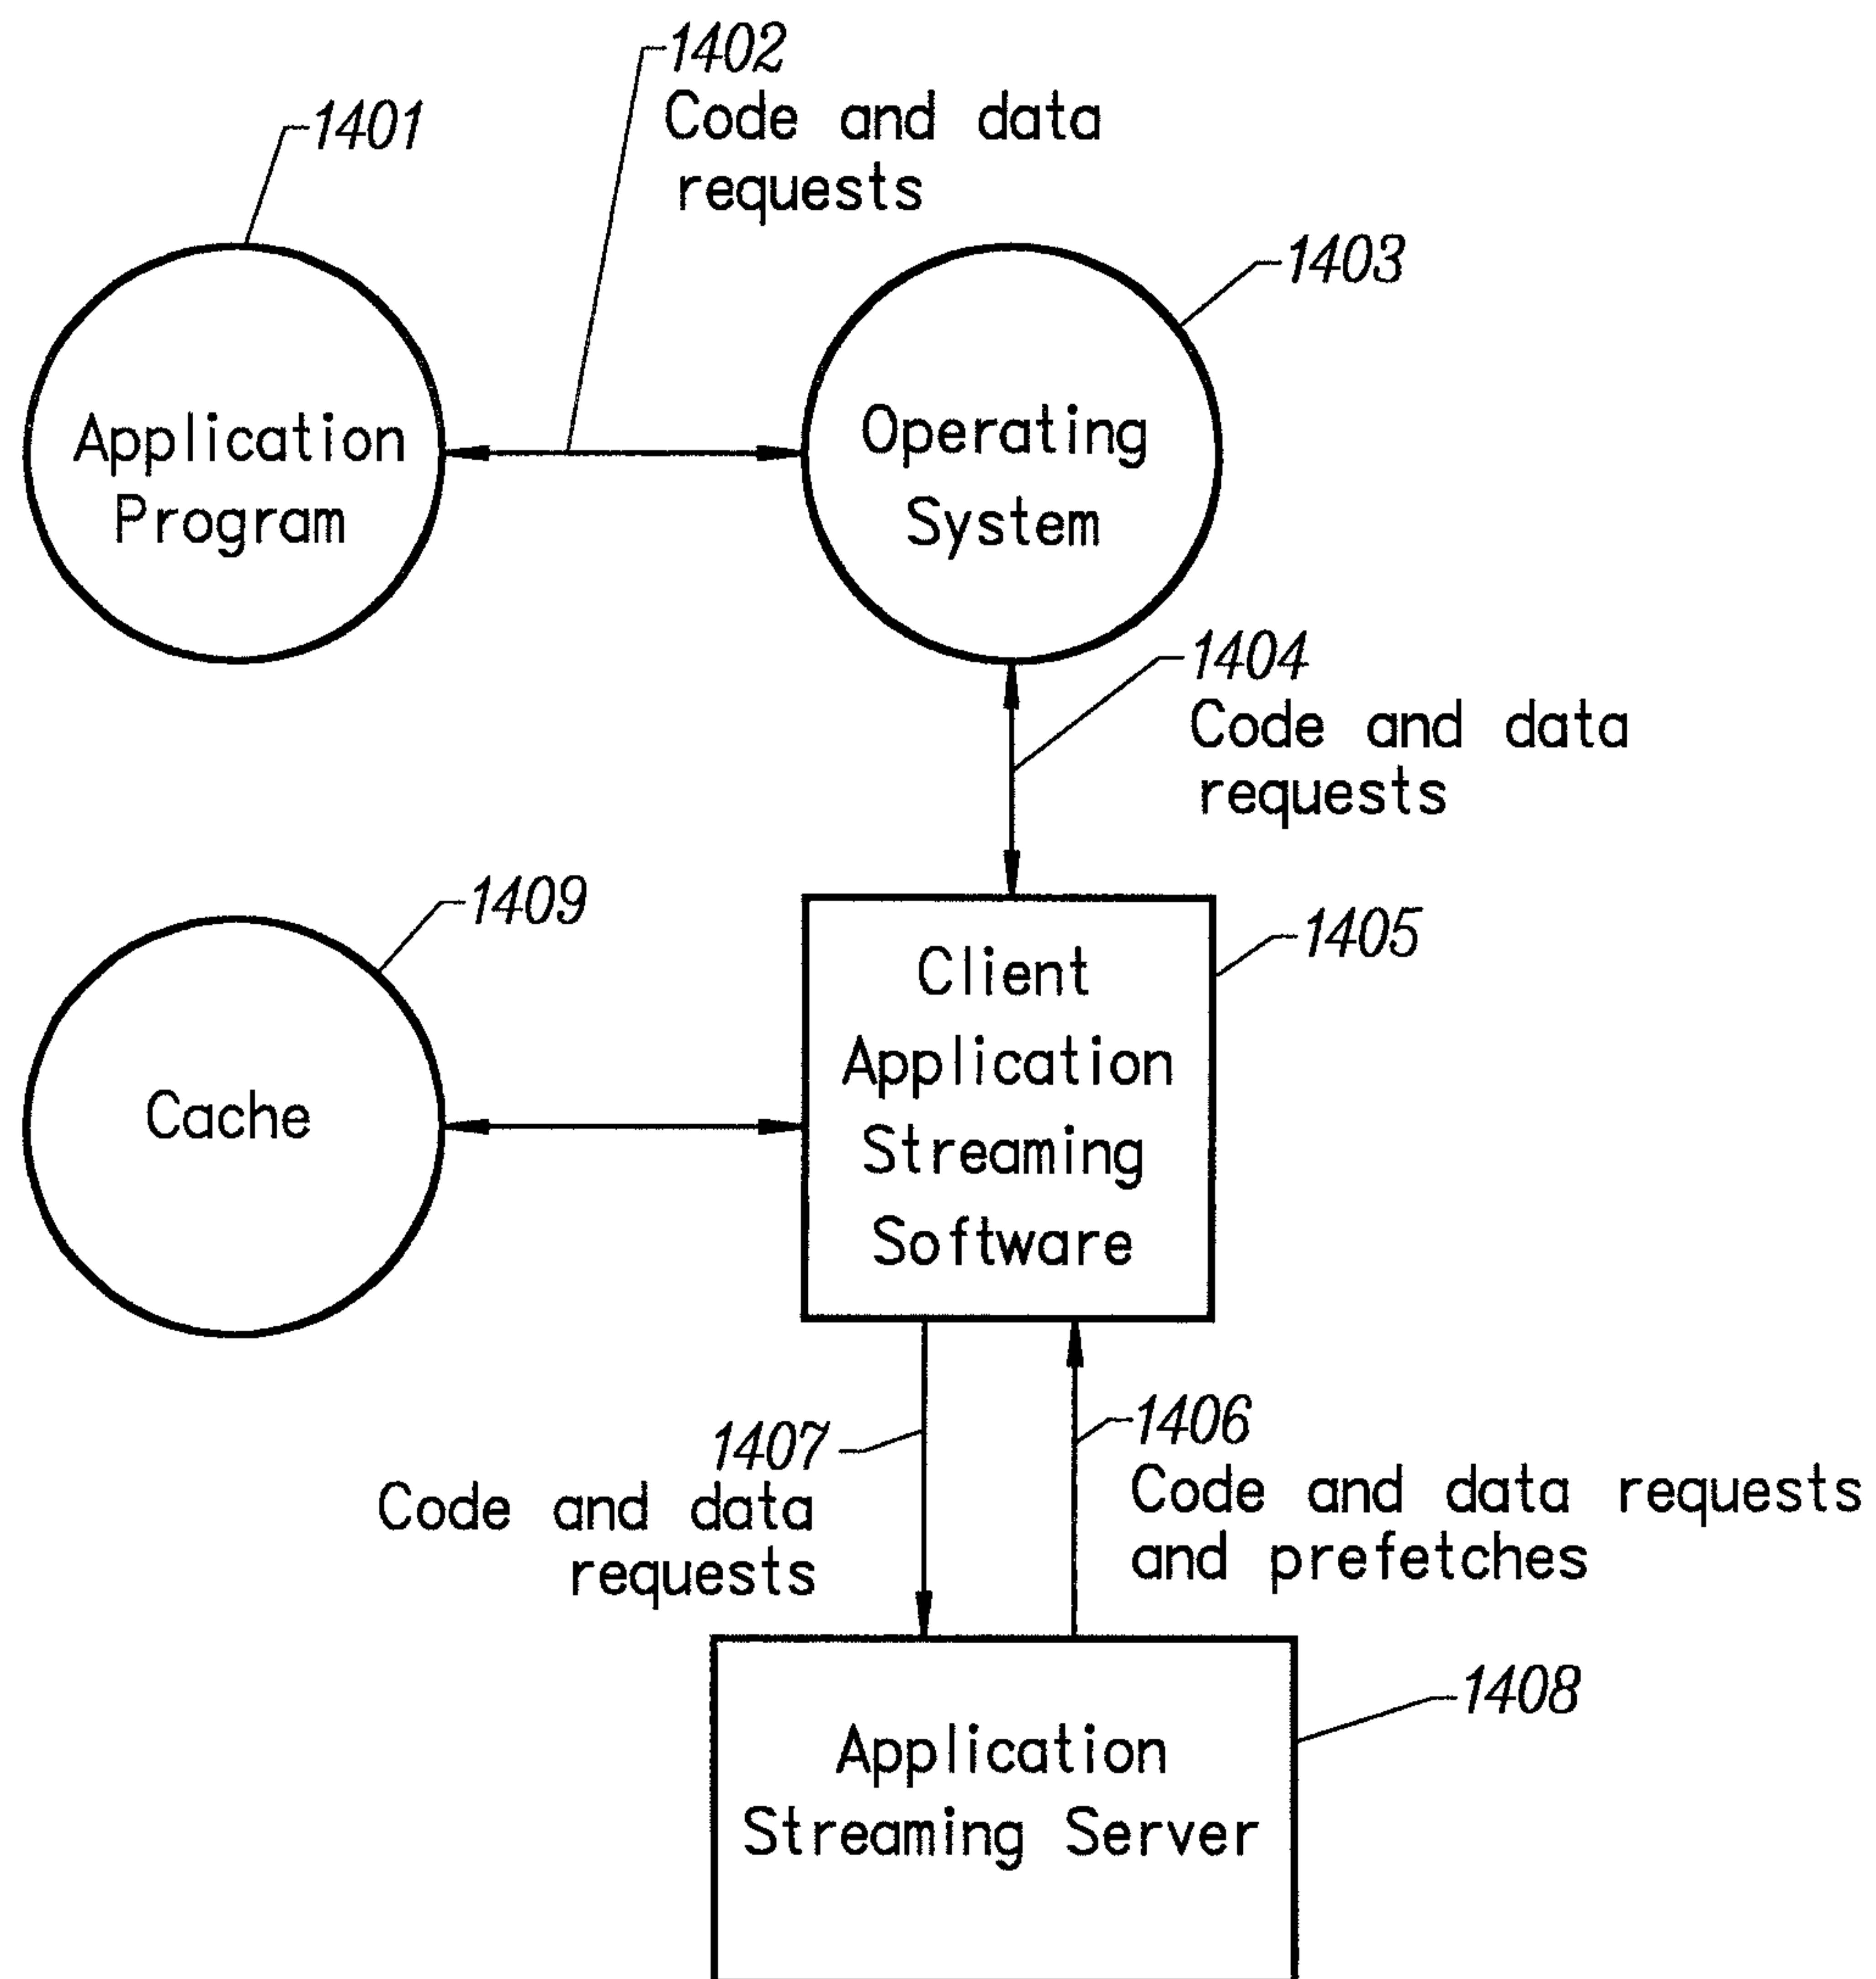 1402
Code and data
requests
1401
1403
Application
Program
Operating
System
1404
Code and data
requests
1409
1405
Cache
Client
Application
Streaming
Software
1407
Code and data
requests
1406
Code and data requests
and prefetches
1408
Application
Streaming Server